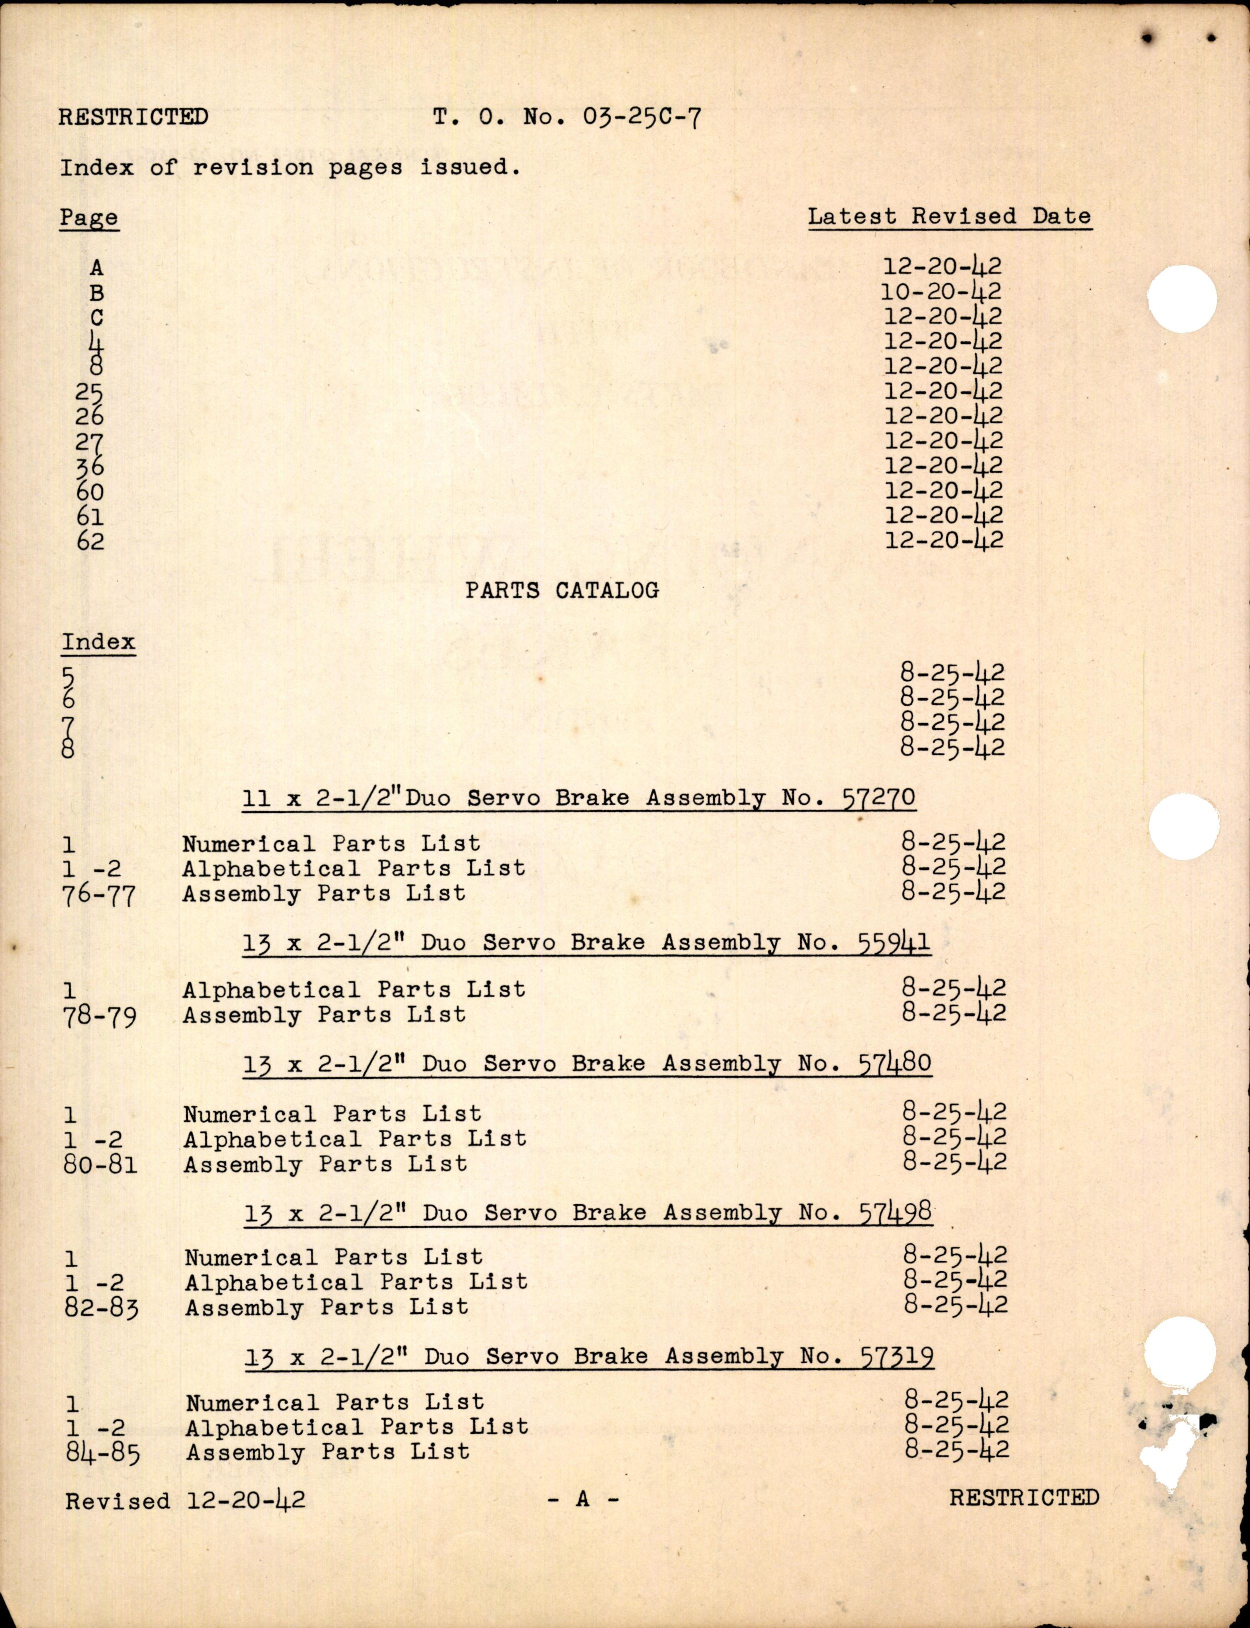 RESTRICTED T. O. No. 03-25C-7
Index of revision pages issued.
Page Latest Revised Date
A 12-20-42
B 10-20-42
C 12-20-42
4 12-20-42
8 12-20-42
25 12-20-42
26 12-20-42
27 12-20-42
36 12-20-42
60 12-20-42
61 12-20-42
62 12-20-42
PARTS CATALOG
Index
5 8-25-42
6 8-25-42
7 8-25-42
8 8-25-42
11 x 2-1/2" Duo Servo Brake Assembly No. 57270
1 Numerical Parts List 8-25-42
1 -2 Alphabetical Parts List 8-25-42
76-77 Assembly Parts List 8-25-42
13 x 2-1/2" Duo Servo Brake Assembly No. 55941
1 Alphabetical Parts List 8-25-42
78-79 Assembly Parts List 8-25-42
13 x 2-1/2" Duo Servo Brake Assembly No. 57480
1 Numerical Parts List 8-25-42
1 -2 Alphabetical Parts List 8-25-42
80-81 Assembly Parts List 8-25-42
13 x 2-1/2" Duo Servo Brake Assembly No. 57498
1 Numerical Parts List 8-25-42
1 -2 Alphabetical Parts List 8-25-42
82-83 Assembly Parts List 8-25-42
13 x 2-1/2" Duo Servo Brake Assembly No. 57319
1 Numerical Parts List 8-25-42
1 -2 Alphabetical Parts List 8-25-42
84-85 Assembly Parts List 8-25-42
Revised 12-20-42 - A - RESTRICTED